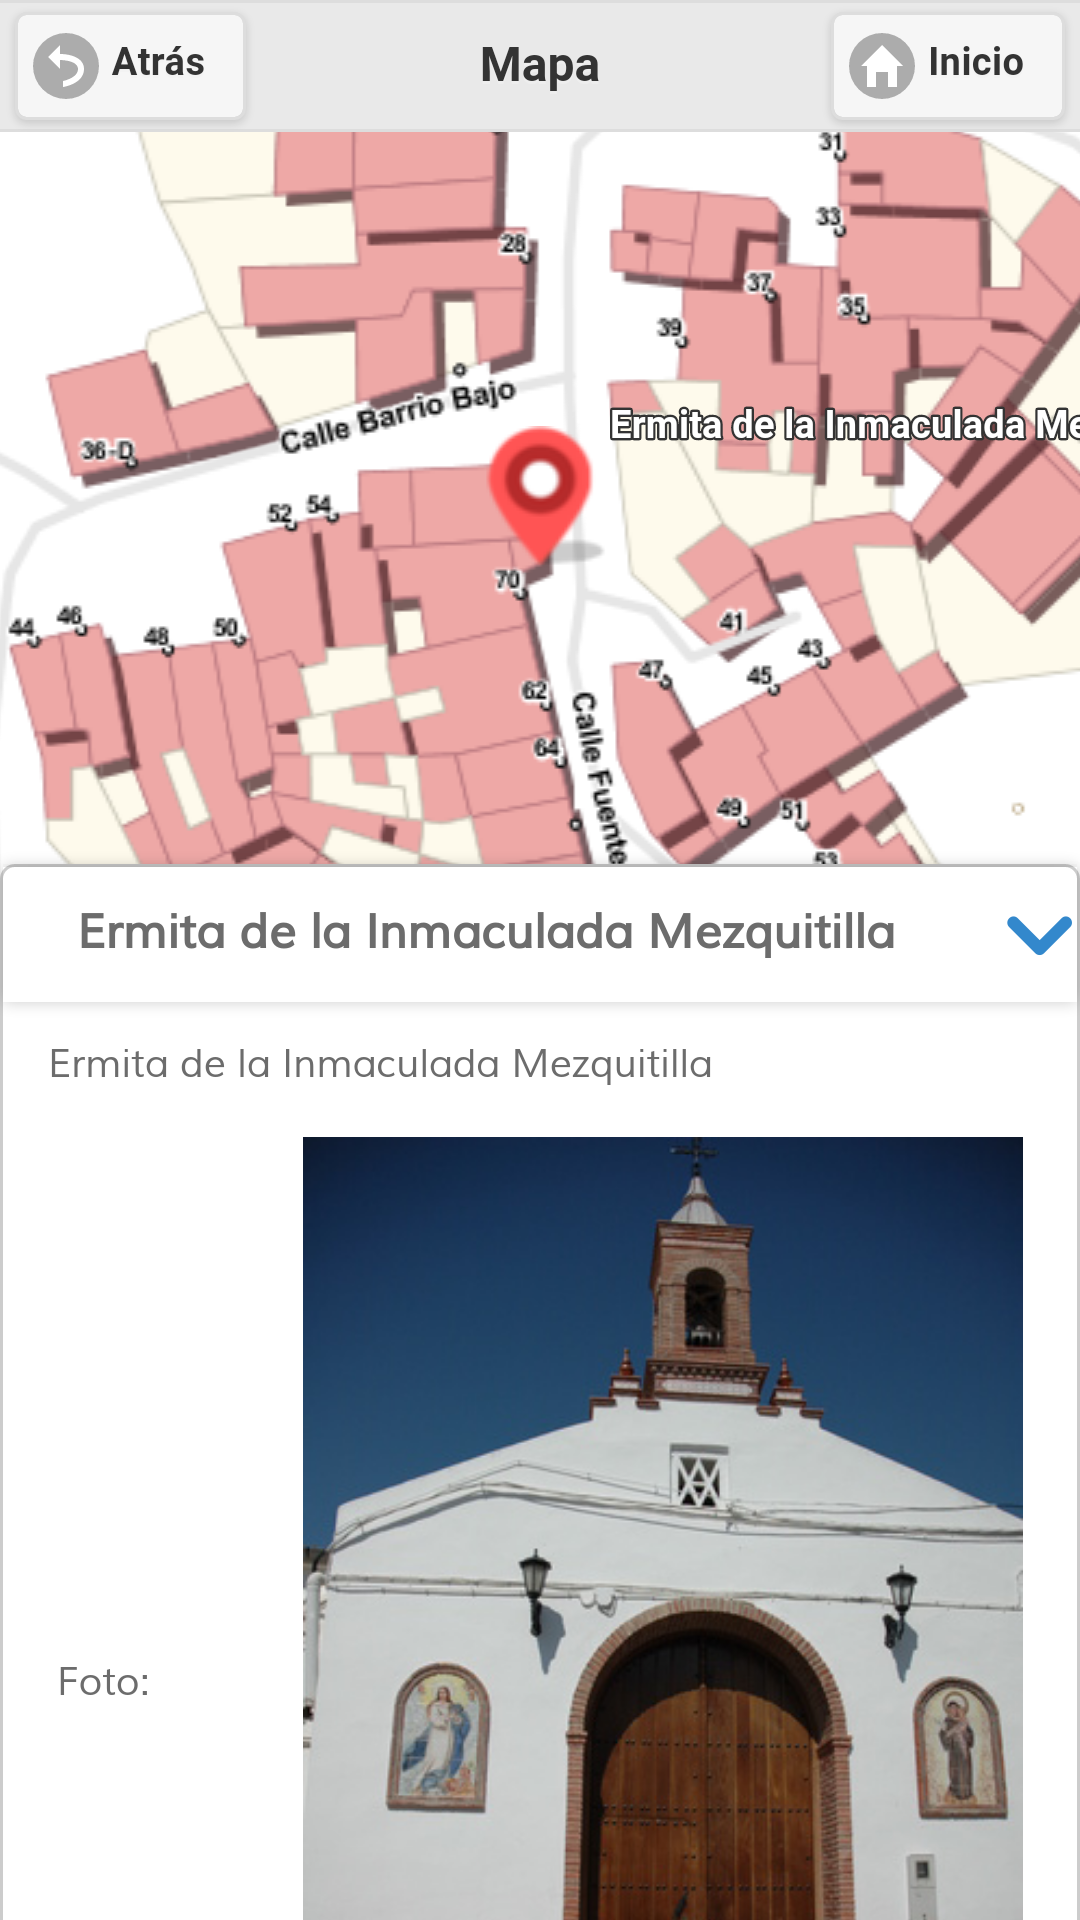 Atrás
Mapa
Inicio
31
33
28
37
35
39
Calle Barrio Bajo
Ermita de la Inmaculada Me
36-D
52
54
70
44
46
48
50
41
43
47
45
62
Calle Fuente
64
49
51
53
Ermita de la Inmaculada Mezquitilla
Ermita de la Inmaculada Mezquitilla
Foto: